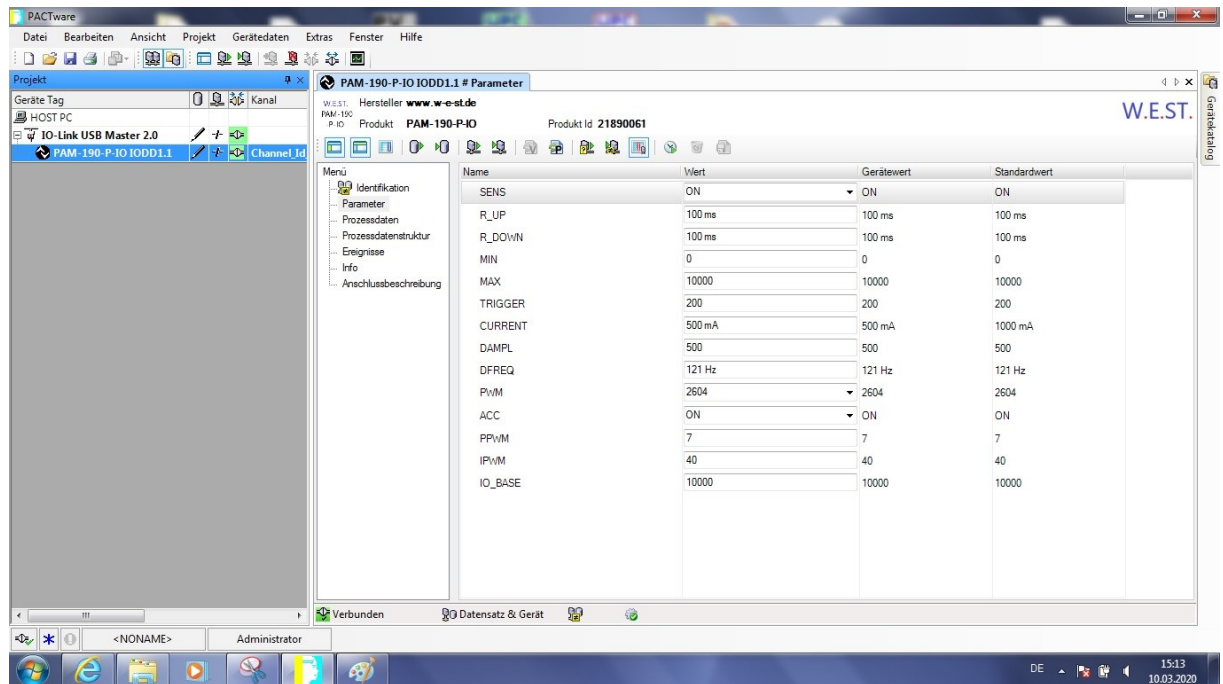 PACTware
Datei Bearbeiten Ansicht Projekt Gerätedaten Extras Fenster Hilfe
Projekt
Geräte Tag Kanal
HOST PC
IO-Link USB Master 2.0
PAM-190-P-IO IODD1.1 Channel_Id
PAM-190-P-IO IODD1.1 # Parameter
W.E.ST. Hersteller www.w-e-st.de
PAM-190
P-IO Produkt PAM-190-P-IO Produkt Id 21890061
W.E.ST.
Gerätekatalog
Menü
Identifikation
Parameter
Prozessdaten
Prozessdatenstruktur
Ereignisse
Info
Anschlussbeschreibung
Name Wert Gerätewert Standardwert
SENS ON ON ON
R_UP 100 ms 100 ms 100 ms
R_DOWN 100 ms 100 ms 100 ms
MIN 0 0 0
MAX 10000 10000 10000
TRIGGER 200 200 200
CURRENT 500 mA 500 mA 1000 mA
DAMPL 500 500 500
DFREQ 121 Hz 121 Hz 121 Hz
PWM 2604 2604 2604
ACC ON ON ON
PPWM 7 7 7
IPWM 40 40 40
IO_BASE 10000 10000 10000
Verbunden Datensatz & Gerät
<NONAME> Administrator
DE 15:13
10.03.2020